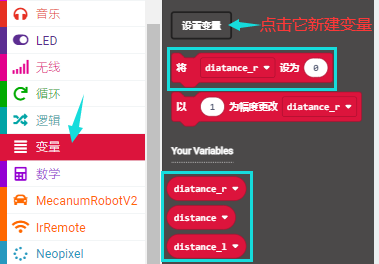 音乐
LED
无线
循环
逻辑
变量
数学
MecanumRobotV2
IrRemote
Neopixel
设置变量
点击它新建变量
将 diatance_r 设为 0
以 1 为幅度更改 diatance_r
Your Variables
diatance_r
distance
distance_l